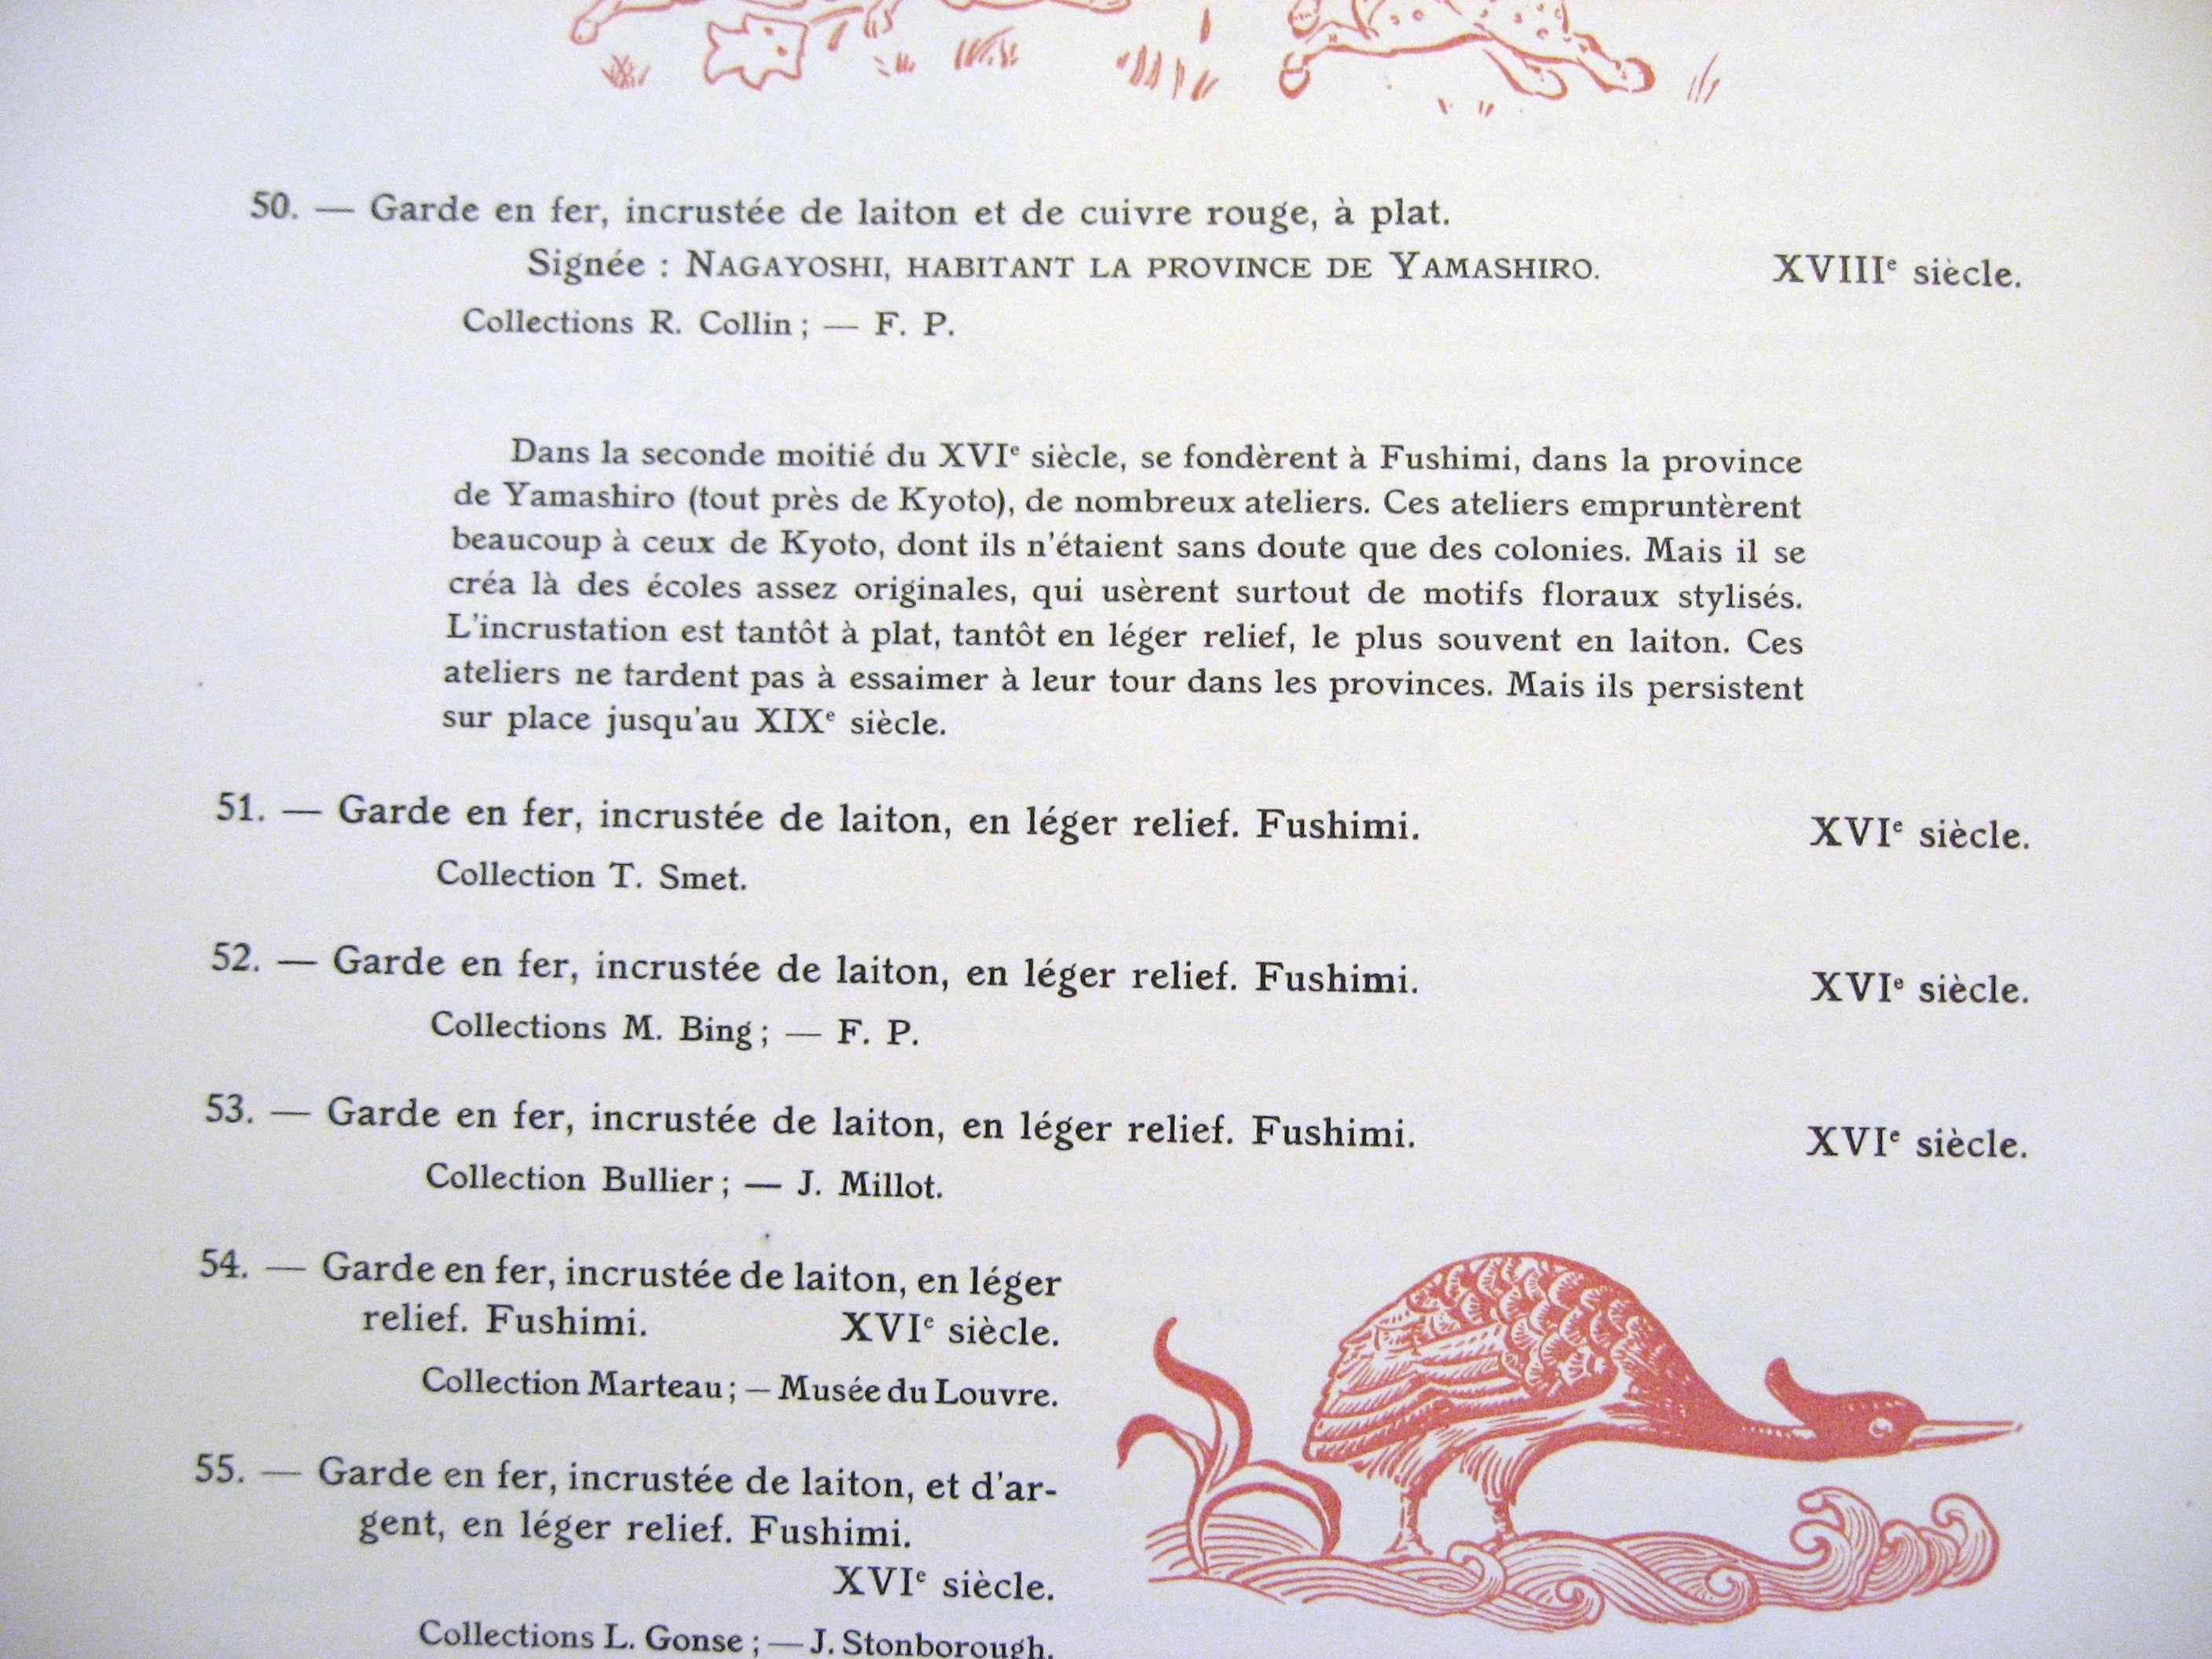 50. — Garde en fer, incrustée de laiton et de cuivre rouge, à plat.
Signée : NAGAYOSHI, HABITANT LA PROVINCE DE YAMASHIRO. XVIIIe siècle.
Collections R. Collin ; — F. P.
Dans la seconde moitié du XVIe siècle, se fondèrent à Fushimi, dans la province
de Yamashiro (tout près de Kyoto), de nombreux ateliers. Ces ateliers empruntèrent
beaucoup à ceux de Kyoto, dont ils n'étaient sans doute que des colonies. Mais il se
créa là des écoles assez originales, qui usèrent surtout de motifs floraux stylisés.
L'incrustation est tantôt à plat, tantôt en léger relief, le plus souvent en laiton. Ces
ateliers ne tardent pas à essaimer à leur tour dans les provinces. Mais ils persistent
sur place jusqu'au XIXe siècle.
51. — Garde en fer, incrustée de laiton, en léger relief. Fushimi. XVIe siècle.
Collection T. Smet.
52. — Garde en fer, incrustée de laiton, en léger relief. Fushimi. XVIe siècle.
Collections M. Bing ; — F. P.
53. — Garde en fer, incrustée de laiton, en léger relief. Fushimi. XVIe siècle.
Collection Bullier ; — J. Millot.
54. — Garde en fer, incrustée de laiton, en léger
relief. Fushimi. XVIe siècle.
Collection Marteau ; — Musée du Louvre.
55. — Garde en fer, incrustée de laiton, et d'ar-
gent, en léger relief. Fushimi.
XVIe siècle.
Collections L. Gonse ; — J. Stonborough.